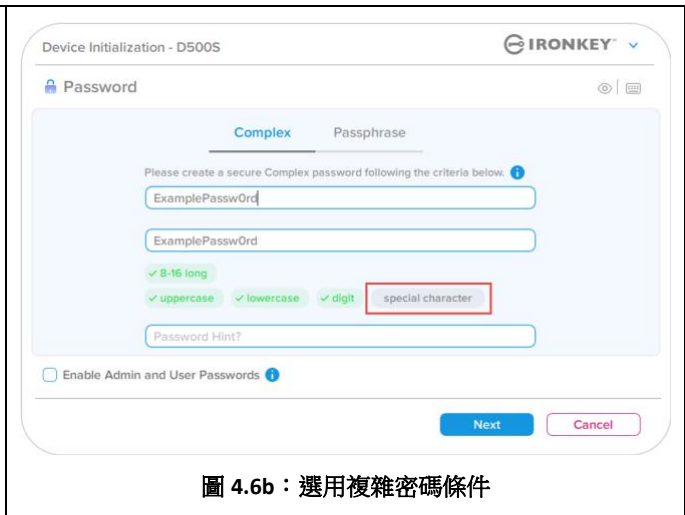 Device Initialization - D500S IRONKEY™
Password
Complex Passphrase
Please create a secure Complex password following the criteria below.
ExamplePassw0rd
ExamplePassw0rd
✓ 8-16 long
✓ uppercase ✓ lowercase ✓ digit special character
Password Hint?
Enable Admin and User Passwords
Next Cancel
圖 4.6b：選用複雜密碼條件